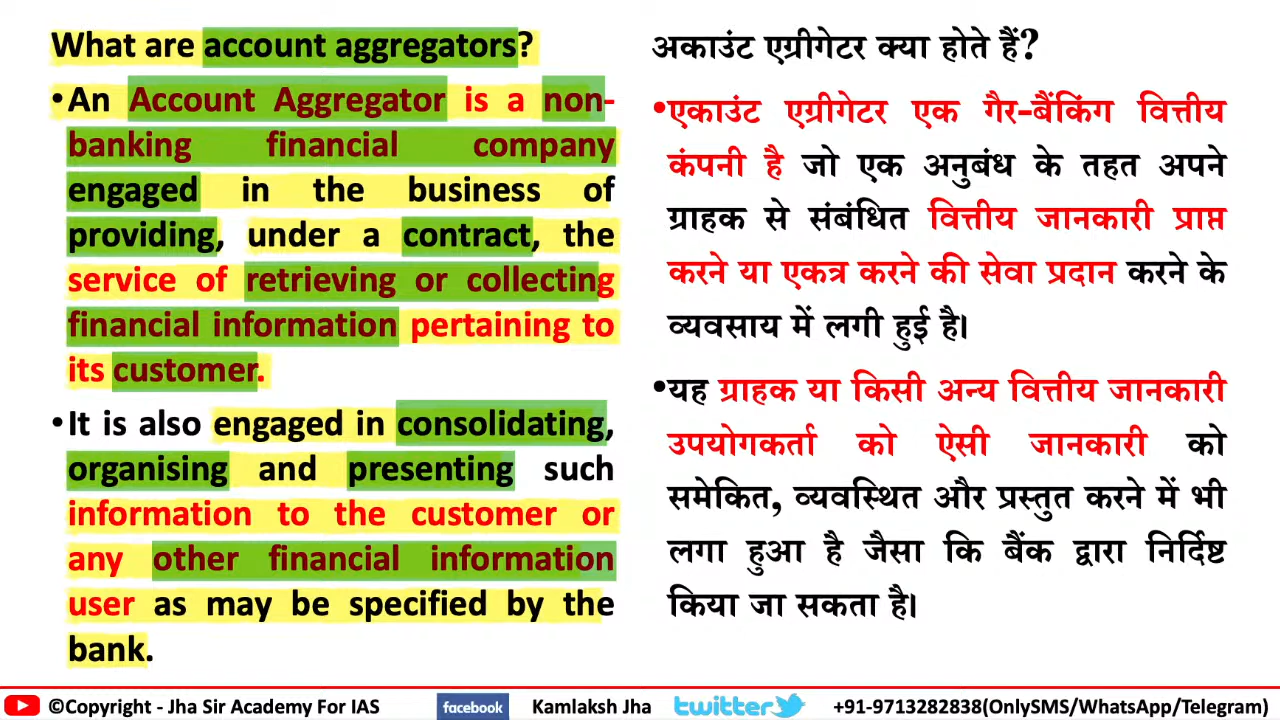 What are account aggregators?
•An Account Aggregator is a non-
banking financial company
engaged in the business of
providing, under a contract, the
service of retrieving or collecting
financial information pertaining to
its customer.
•It is also engaged in consolidating,
organising and presenting such
information to the customer or
any other financial information
user as may be specified by the
bank.
अकाउंट एग्रीगेटर क्या होते हैं?
•एकाउंट एग्रीगेटर एक गैर-बैंकिंग वित्तीय
कंपनी है जो एक अनुबंध के तहत अपने
ग्राहक से संबंधित वित्तीय जानकारी प्राप्त
करने या एकत्र करने की सेवा प्रदान करने के
व्यवसाय में लगी हुई है।
•यह ग्राहक या किसी अन्य वित्तीय जानकारी
उपयोगकर्ता को ऐसी जानकारी को
समेकित, व्यवस्थित और प्रस्तुत करने में भी
लगा हुआ है जैसा कि बैंक द्वारा निर्दिष्ट
किया जा सकता है।
©Copyright - Jha Sir Academy For IAS facebook Kamlaksh Jha twitter +91-9713282838(OnlySMS/WhatsApp/Telegram)